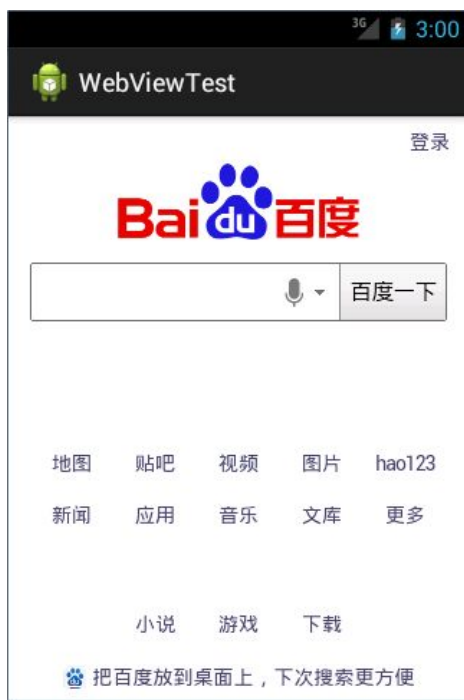 3G 3:00
WebViewTest
登录
Bai du 百度
百度一下
地图 贴吧 视频 图片 hao123
新闻 应用 音乐 文库 更多
小说 游戏 下载
把百度放到桌面上，下次搜索更方便